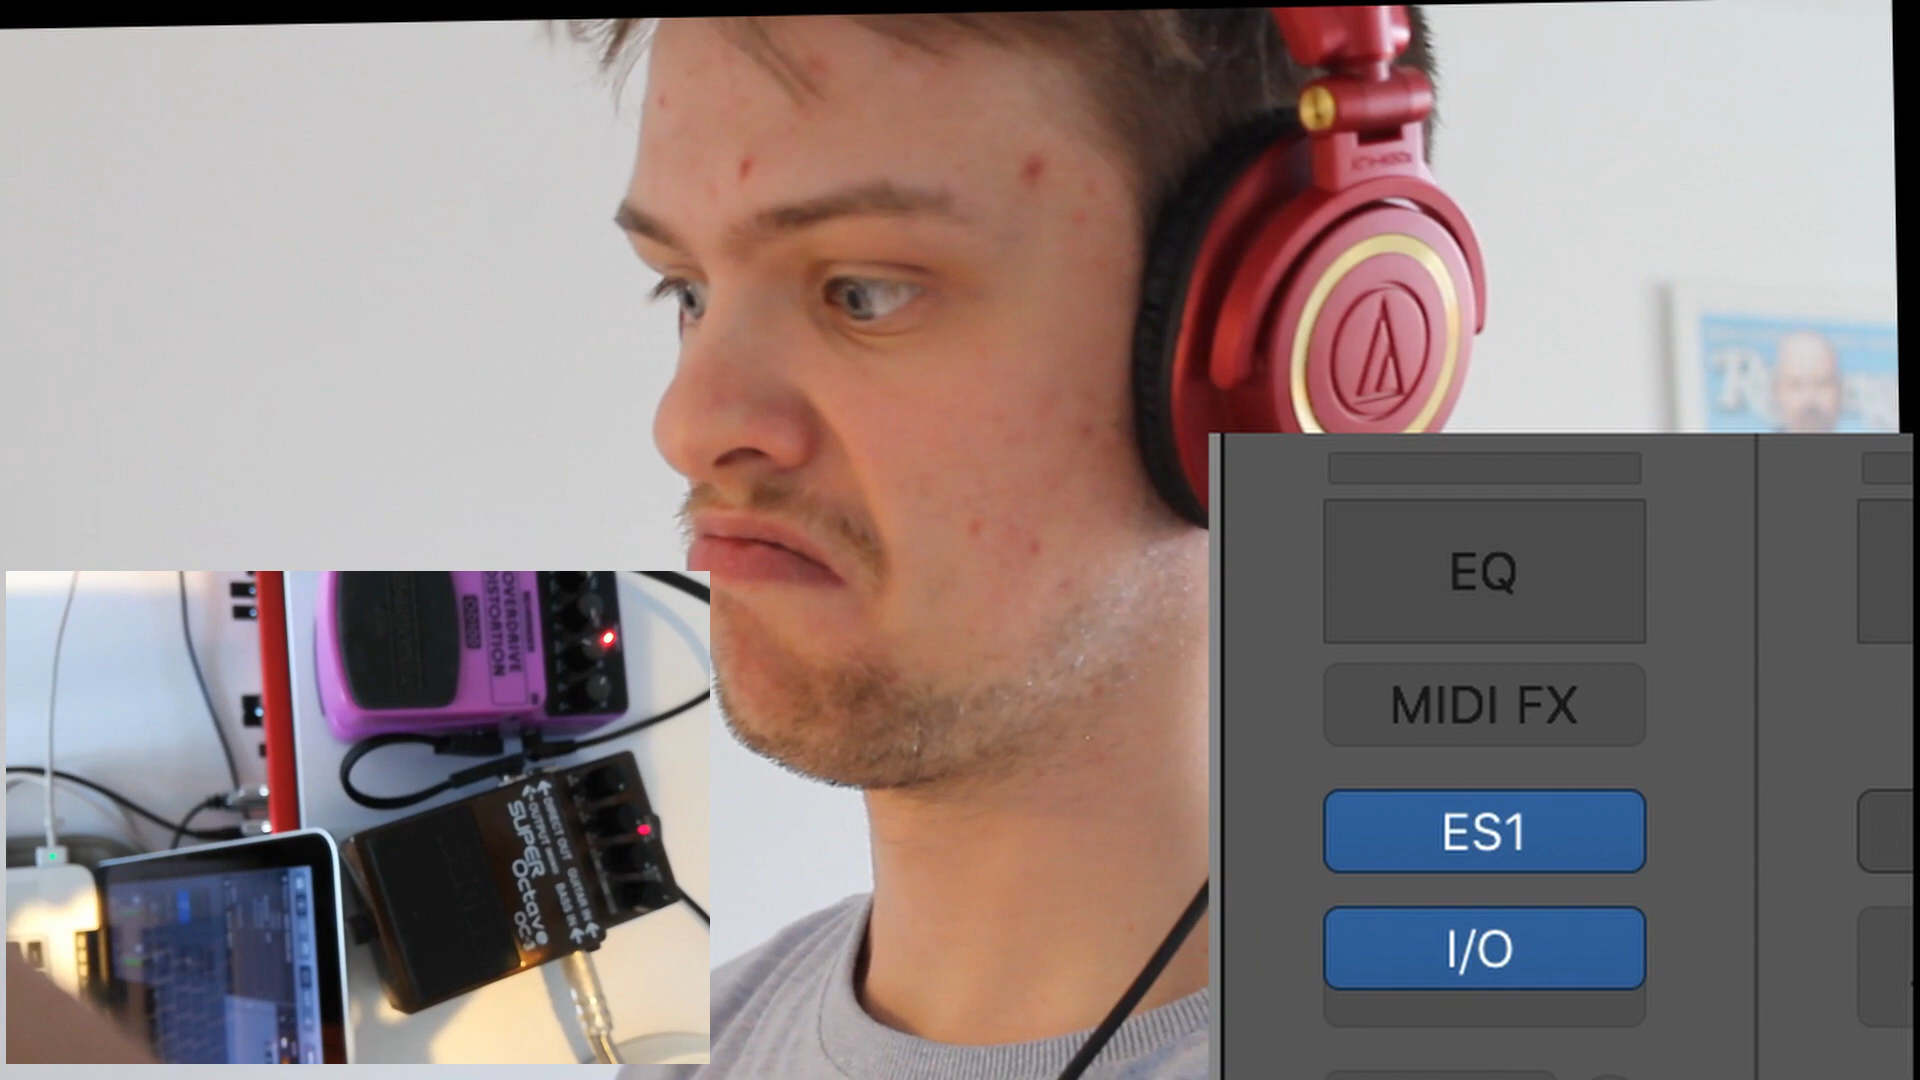 EQ
MIDI FX
ES1
I/O
OVERDRIVE
DISTORTION
DIRECT OUT
OUTPUT
GUITAR IN
BASS IN
SUPER
Octave
OC-3